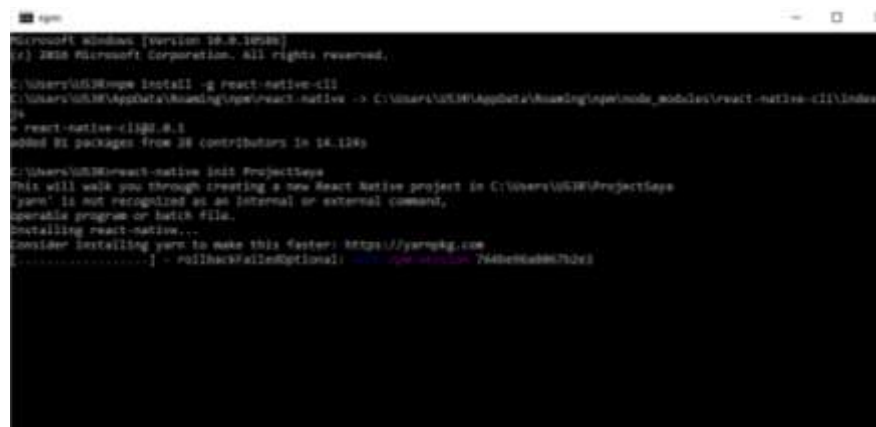 npm
Microsoft Windows [Version 10.0.10586]
(c) 2016 Microsoft Corporation. All rights reserved.
C:\Users\US3R>npm install -g react-native-cli
C:\Users\US3R\AppData\Roaming\npm\react-native -> C:\Users\US3R\AppData\Roaming\npm\node_modules\react-native-cli\index
js
+ react-native-cli@2.0.1
added 81 packages from 28 contributors in 14.124s
C:\Users\US3R>react-native init ProjectSaya
This will walk you through creating a new React Native project in C:\Users\US3R\ProjectSaya
'yarn' is not recognized as an internal or external command,
operable program or batch file.
Installing react-native...
Consider installing yarn to make this faster: https://yarnpkg.com
[..................] - rollbackFailedOptional: npm-session